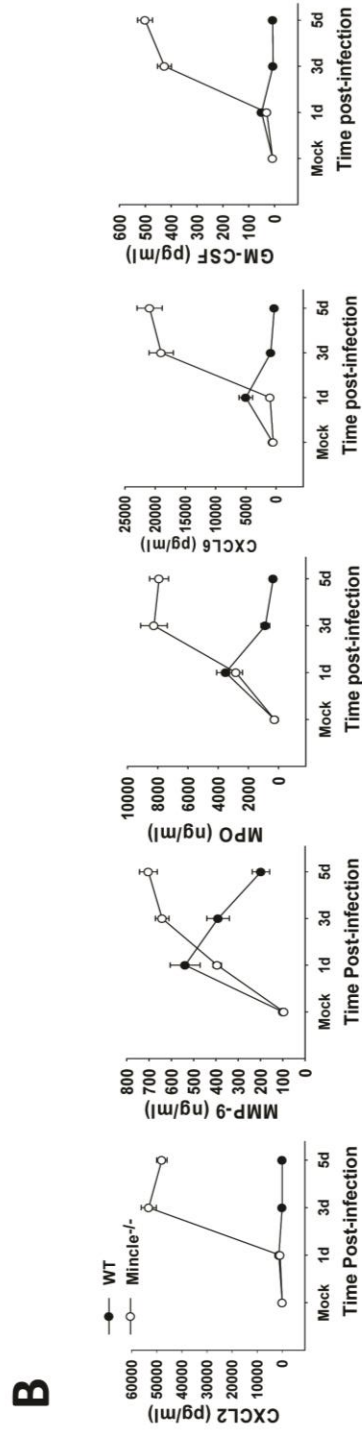 B
WT
Mincle-/-
CXCL2 (pg/ml)
60000
50000
40000
30000
20000
10000
0
Mock 1d 3d 5d
Time Post-infection
MMP-9 (ng/ml)
800
700
600
500
400
300
200
100
0
Mock 1d 3d 5d
Time Post-infection
MPO (ng/ml)
10000
8000
6000
4000
2000
0
Mock 1d 3d 5d
Time post-infection
CXCL6 (pg/ml)
25000
20000
15000
10000
5000
0
Mock 1d 3d 5d
Time post-infection
GM-CSF (pg/ml)
600
500
400
300
200
100
0
Mock 1d 3d 5d
Time post-infection